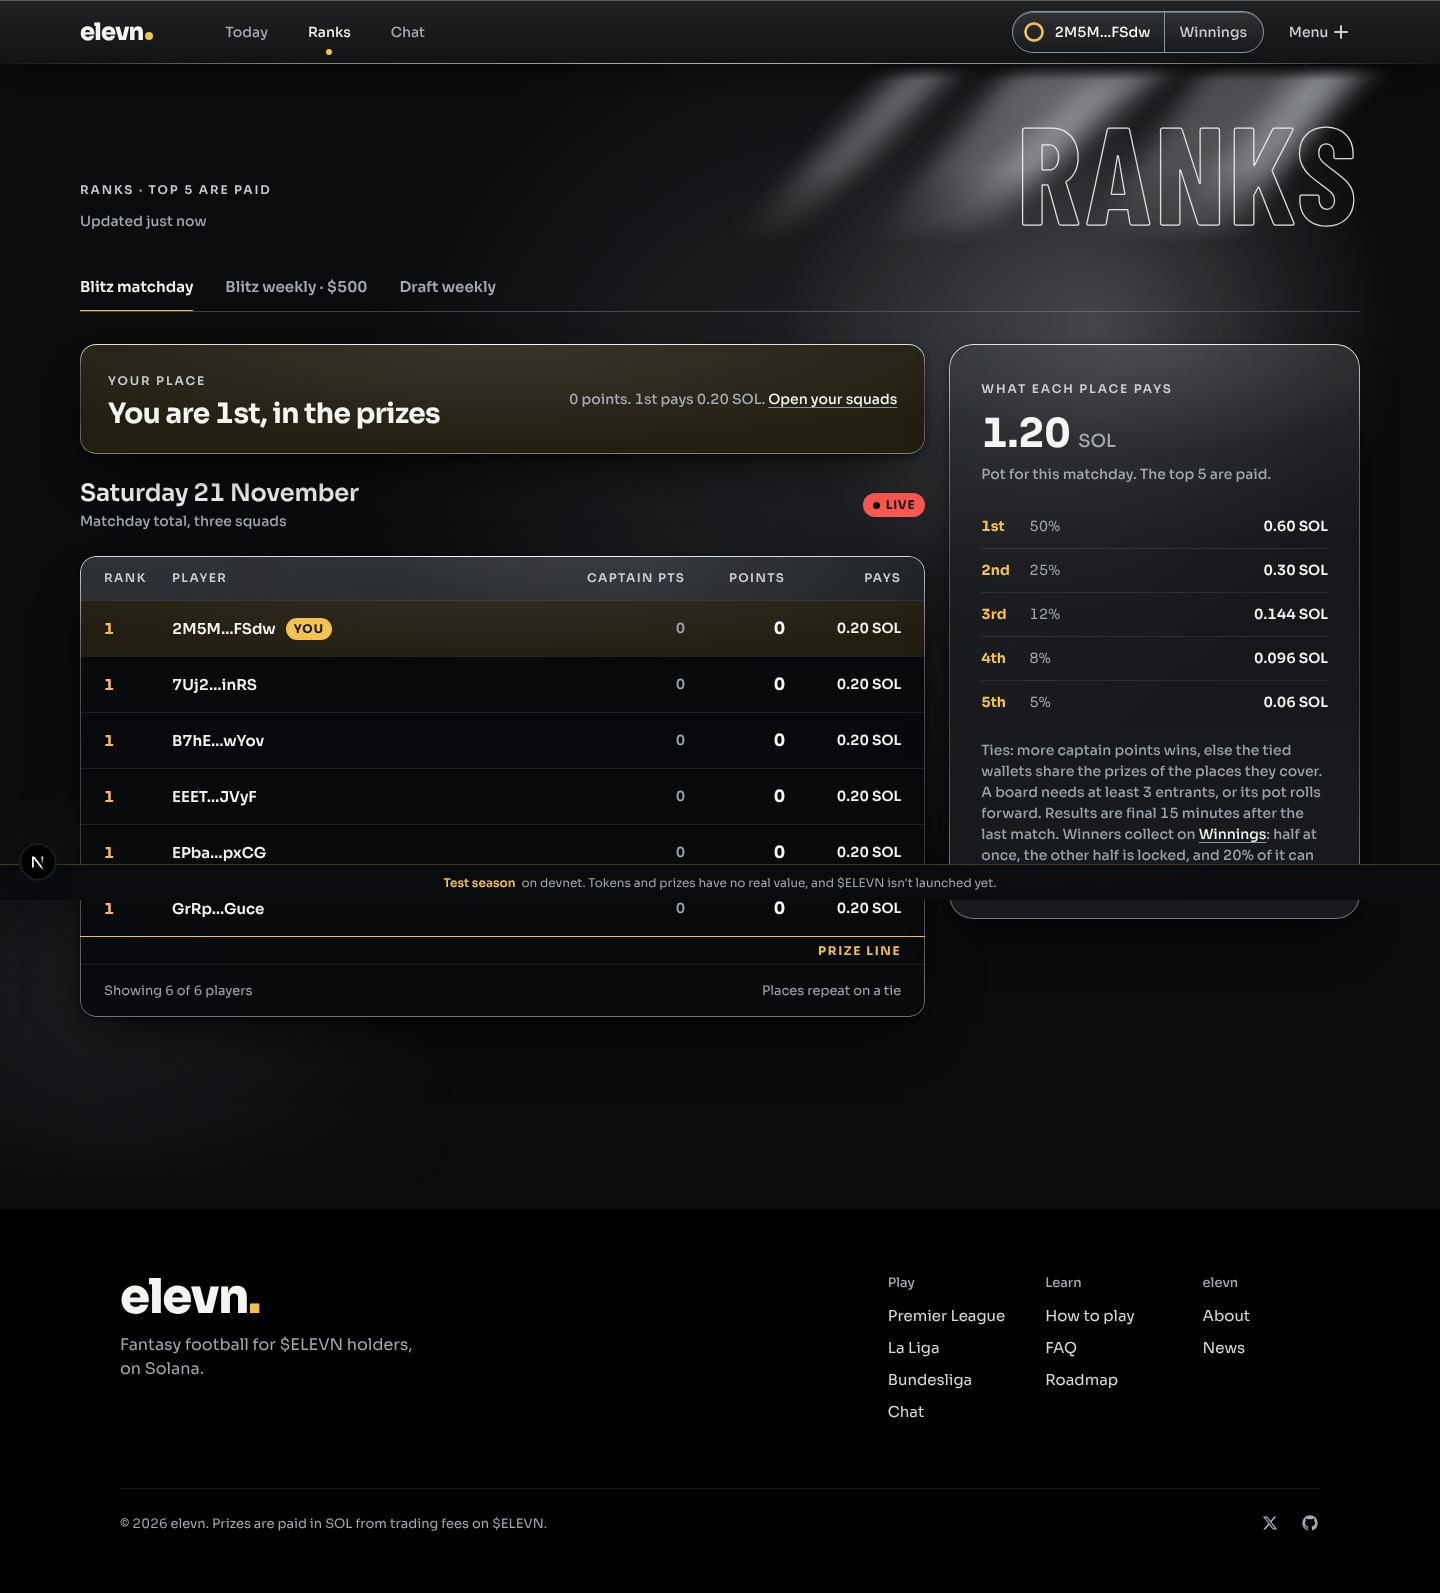 elevn.
Today
Ranks
Chat
2M5M...FSdw
Winnings
Menu
RANKS
RANKS · TOP 5 ARE PAID
Updated just now
Blitz matchday
Blitz weekly · $500
Draft weekly
YOUR PLACE
You are 1st, in the prizes
0 points. 1st pays 0.20 SOL. Open your squads
Saturday 21 November
Matchday total, three squads
LIVE
RANK PLAYER CAPTAIN PTS POINTS PAYS
1 2M5M...FSdw YOU 0 0 0.20 SOL
1 7Uj2...inRS 0 0 0.20 SOL
1 B7hE...wYov 0 0 0.20 SOL
1 EEET...JVyF 0 0 0.20 SOL
1 EPba...pxCG 0 0 0.20 SOL
1 GrRp...Guce 0 0 0.20 SOL
PRIZE LINE
Showing 6 of 6 players
Places repeat on a tie
WHAT EACH PLACE PAYS
1.20 SOL
Pot for this matchday. The top 5 are paid.
1st 50% 0.60 SOL
2nd 25% 0.30 SOL
3rd 12% 0.144 SOL
4th 8% 0.096 SOL
5th 5% 0.06 SOL
Ties: more captain points wins, else the tied
wallets share the prizes of the places they cover.
A board needs at least 3 entrants, or its pot rolls
forward. Results are final 15 minutes after the
last match. Winners collect on Winnings: half at
once, the other half is locked, and 20% of it can
N
Test season on devnet. Tokens and prizes have no real value, and $ELEVN isn't launched yet.
elevn.
Fantasy football for $ELEVN holders,
on Solana.
Play
Premier League
La Liga
Bundesliga
Chat
Learn
How to play
FAQ
Roadmap
elevn
About
News
© 2026 elevn. Prizes are paid in SOL from trading fees on $ELEVN.